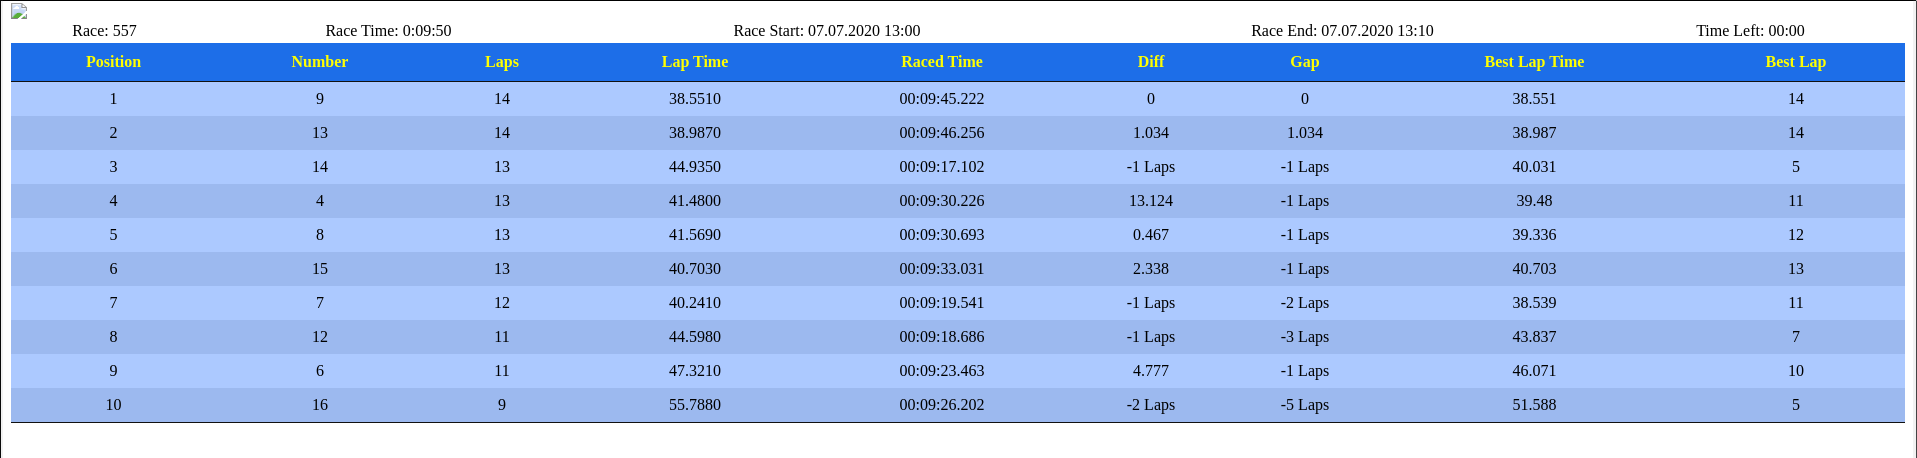 Race: 557 Race Time: 0:09:50 Race Start: 07.07.2020 13:00 Race End: 07.07.2020 13:10 Time Left: 00:00
Position Number Laps Lap Time Raced Time Diff Gap Best Lap Time Best Lap
1 9 14 38.5510 00:09:45.222 0 0 38.551 14
2 13 14 38.9870 00:09:46.256 1.034 1.034 38.987 14
3 14 13 44.9350 00:09:17.102 -1 Laps -1 Laps 40.031 5
4 4 13 41.4800 00:09:30.226 13.124 -1 Laps 39.48 11
5 8 13 41.5690 00:09:30.693 0.467 -1 Laps 39.336 12
6 15 13 40.7030 00:09:33.031 2.338 -1 Laps 40.703 13
7 7 12 40.2410 00:09:19.541 -1 Laps -2 Laps 38.539 11
8 12 11 44.5980 00:09:18.686 -1 Laps -3 Laps 43.837 7
9 6 11 47.3210 00:09:23.463 4.777 -1 Laps 46.071 10
10 16 9 55.7880 00:09:26.202 -2 Laps -5 Laps 51.588 5